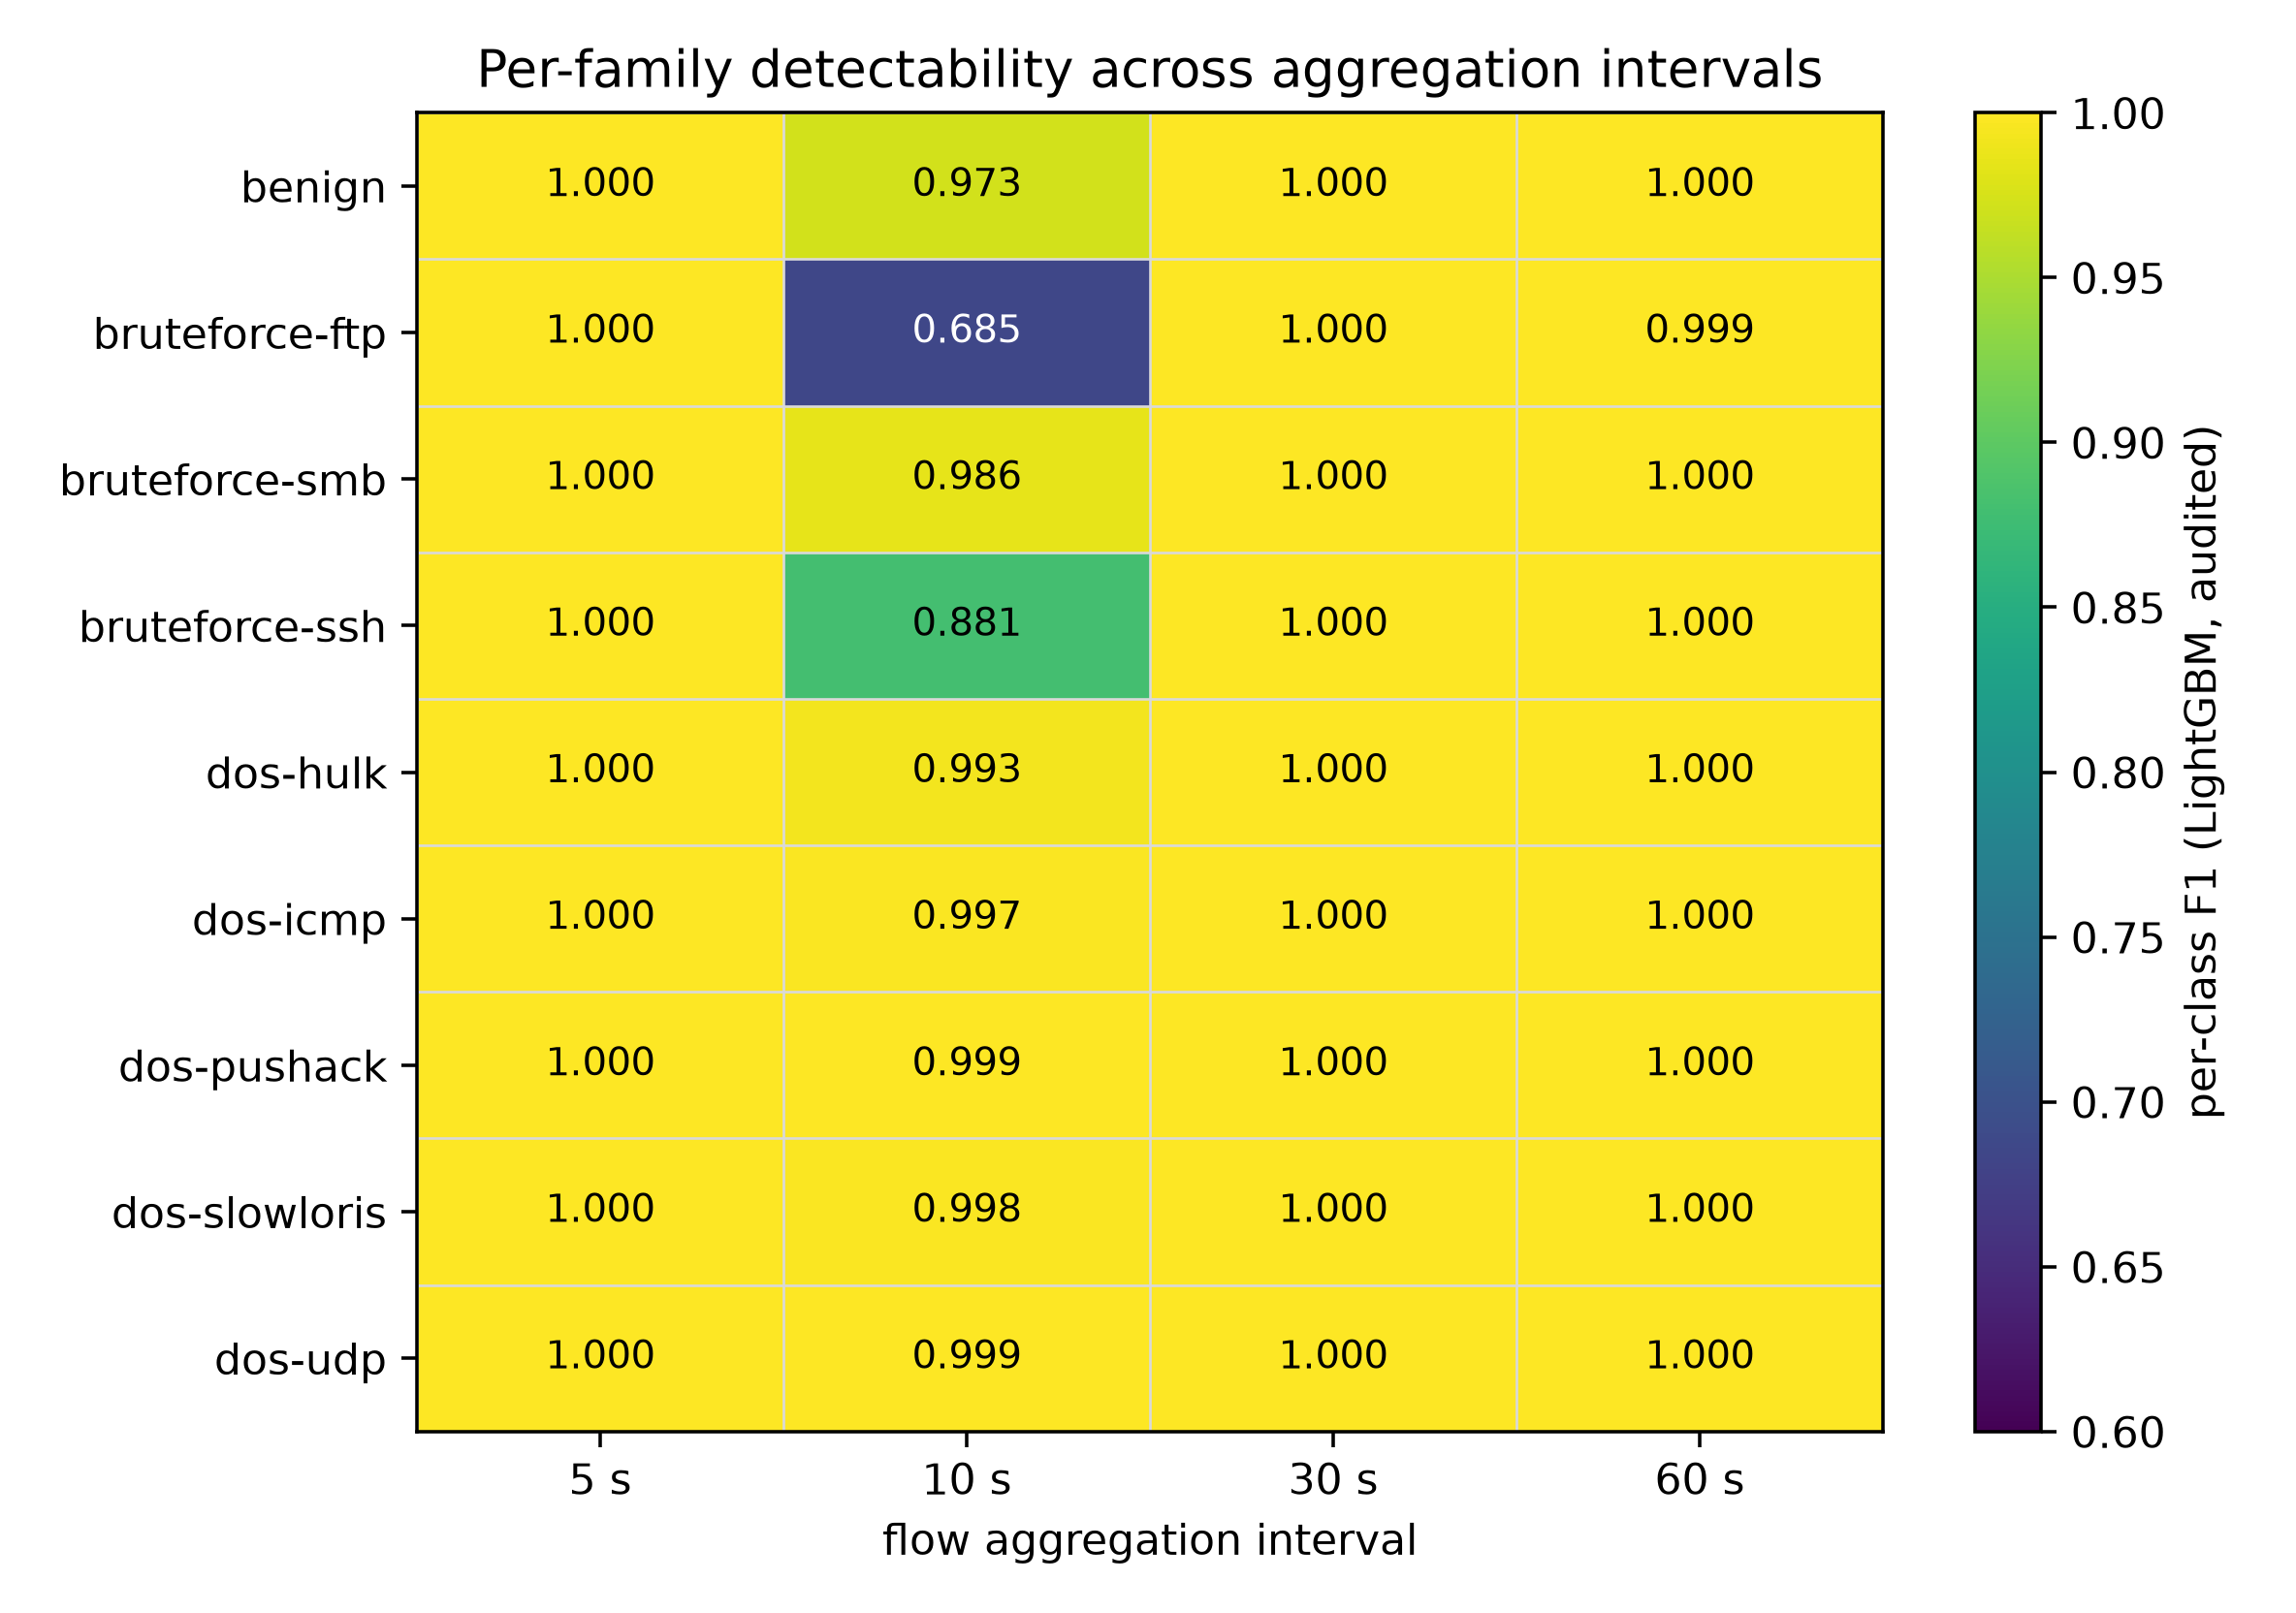 Per-family detectability across aggregation intervals
benign 1.000 0.973 1.000 1.000
bruteforce-ftp 1.000 0.685 1.000 0.999
bruteforce-smb 1.000 0.986 1.000 1.000
bruteforce-ssh 1.000 0.881 1.000 1.000
dos-hulk 1.000 0.993 1.000 1.000
dos-icmp 1.000 0.997 1.000 1.000
dos-pushack 1.000 0.999 1.000 1.000
dos-slowloris 1.000 0.998 1.000 1.000
dos-udp 1.000 0.999 1.000 1.000
5 s 10 s 30 s 60 s
flow aggregation interval
1.00
0.95
0.90
0.85
0.80
0.75
0.70
0.65
0.60
per-class F1 (LightGBM, audited)